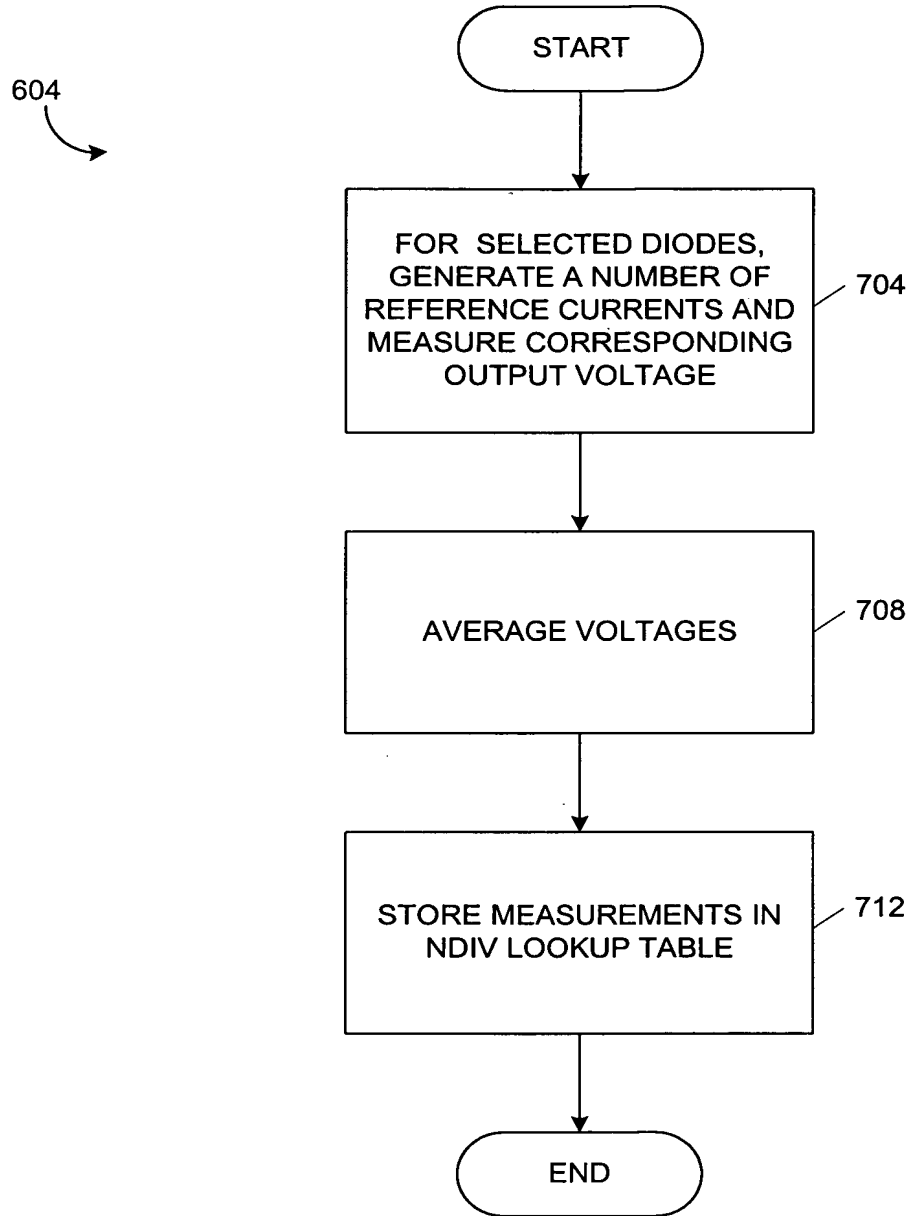 START
604
FOR SELECTED DIODES,
GENERATE A NUMBER OF
REFERENCE CURRENTS AND
MEASURE CORRESPONDING
OUTPUT VOLTAGE
704
AVERAGE VOLTAGES
708
STORE MEASUREMENTS IN
NDIV LOOKUP TABLE
712
END